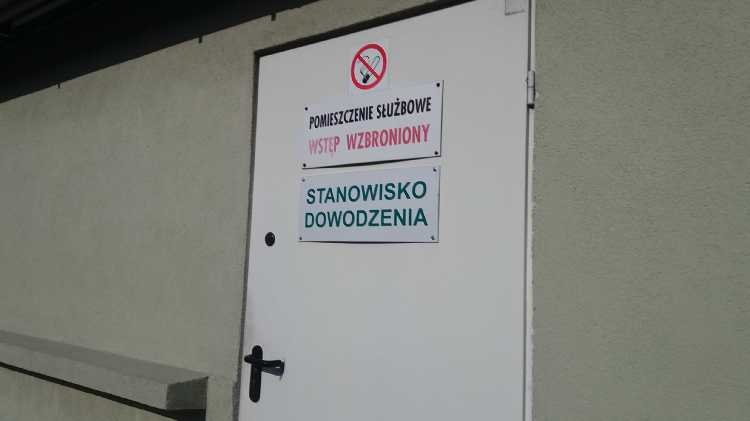 POMIESZCZENIE SŁUŻBOWE
WSTĘP WZBRONIONY
STANOWISKO
DOWODZENIA